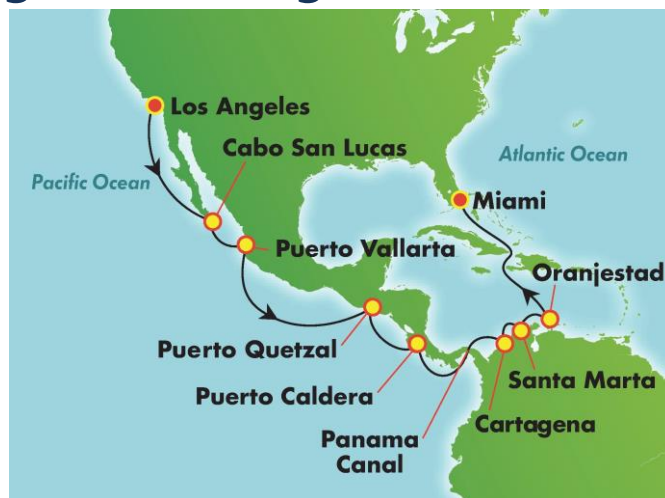 Los Angeles
Cabo San Lucas
Atlantic Ocean
Pacific Ocean
Miami
Puerto Vallarta
Oranjestad
Puerto Quetzal
Santa Marta
Puerto Caldera
Cartagena
Panama
Canal